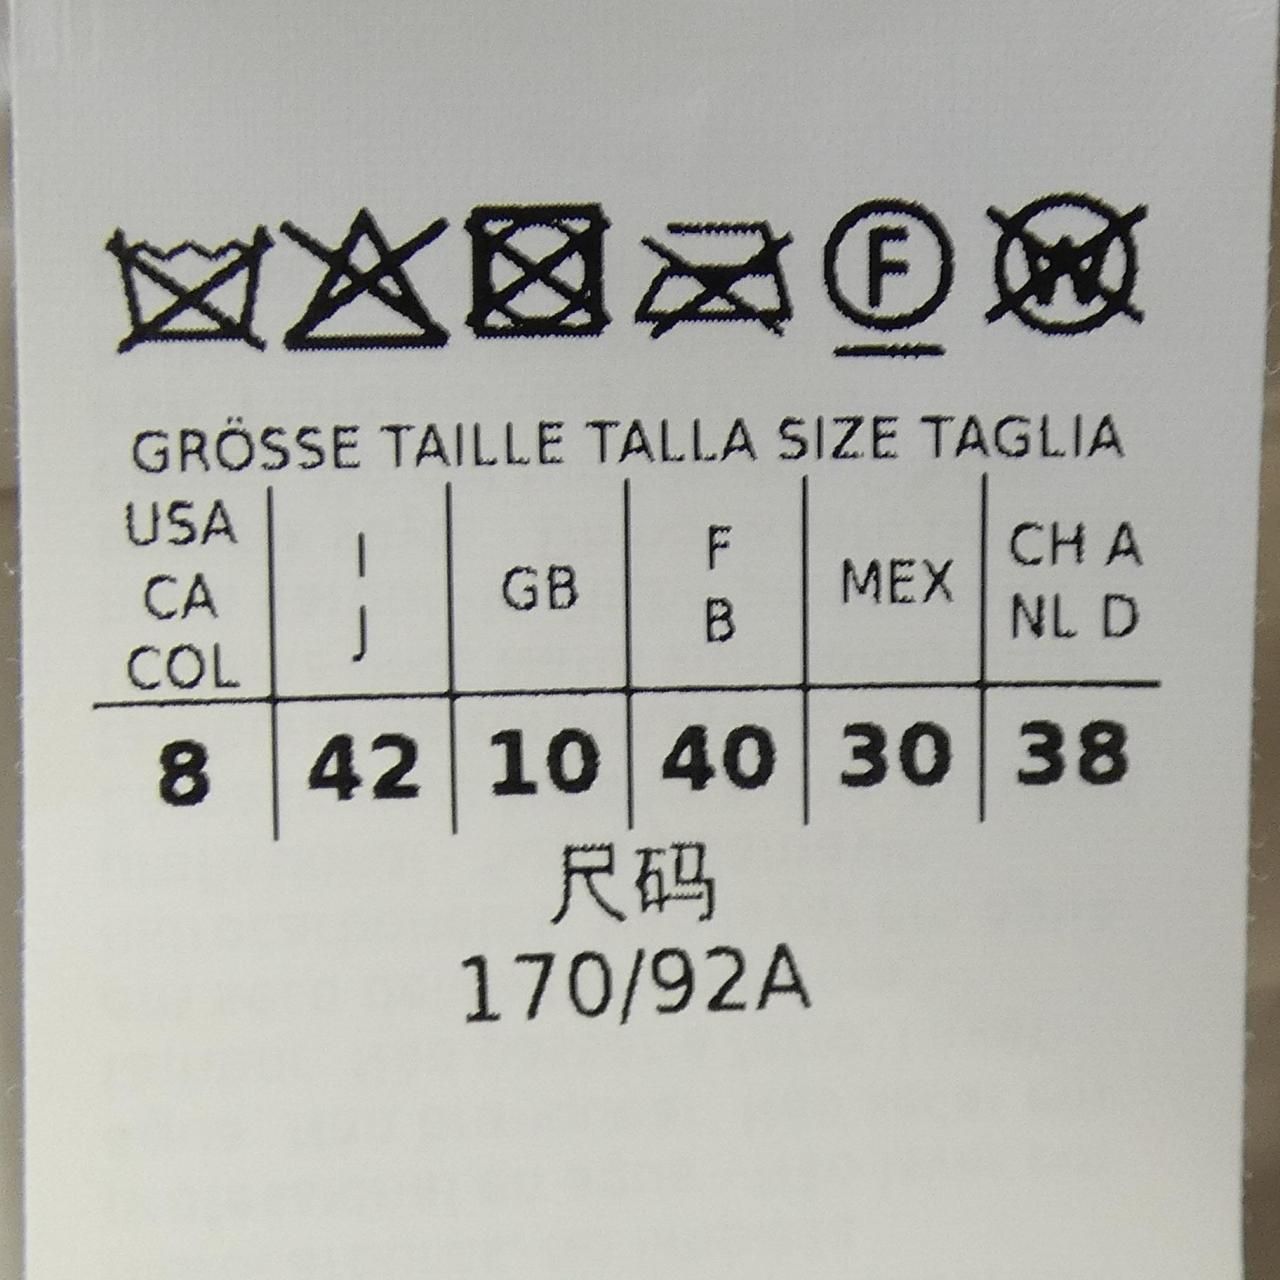 F W
GRÖSSE TAILLE TALLA SIZE TAGLIA
USA
CA
COL
I
J
GB
F
B
MEX
CH A
NL D
8 42 10 40 30 38
尺码
170/92A